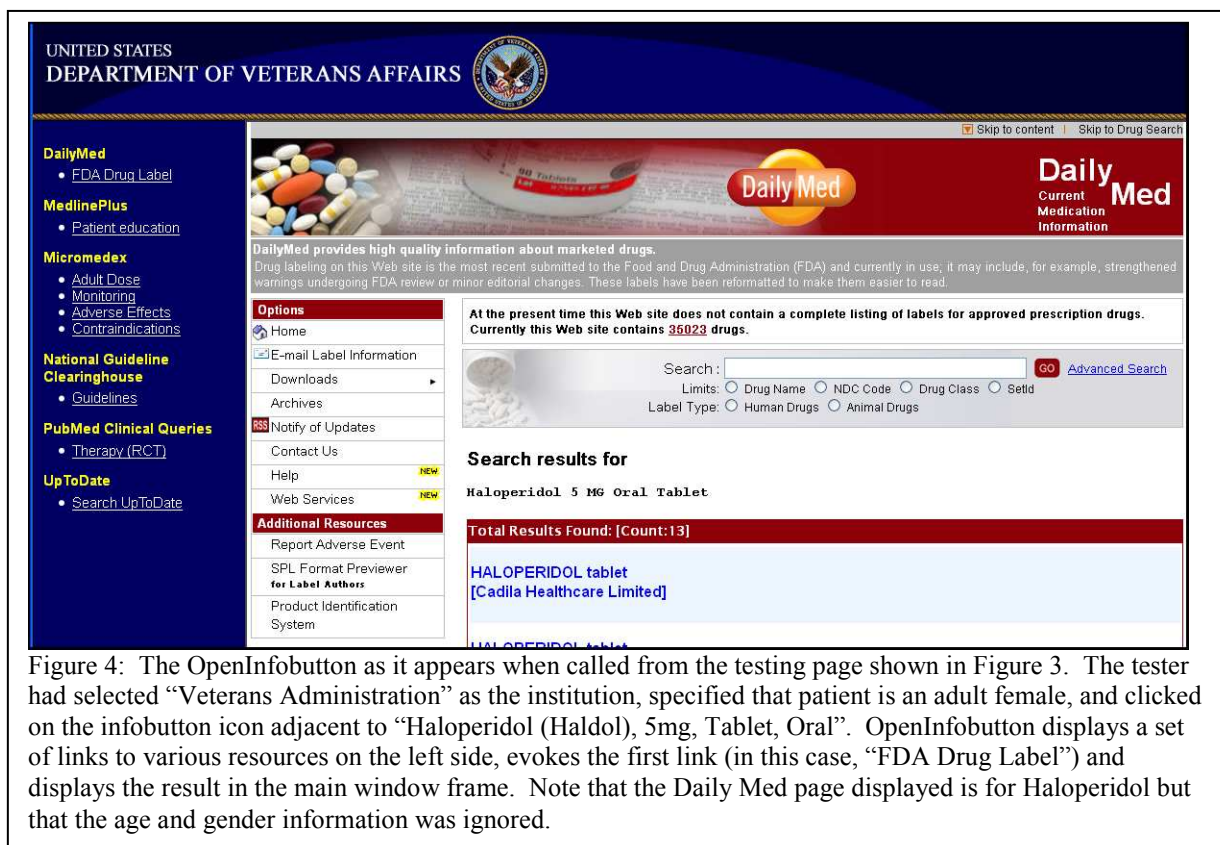 UNITED STATES
DEPARTMENT OF VETERANS AFFAIRS
Skip to content | Skip to Drug Search
DailyMed
• FDA Drug Label
MedlinePlus
• Patient education
Micromedex
• Adult Dose
• Monitoring
• Adverse Effects
• Contraindications
National Guideline
Clearinghouse
• Guidelines
PubMed Clinical Queries
• Therapy (RCT)
UpToDate
• Search UpToDate
90 Tablets
Daily Med
Daily
Med
Current
Medication
Information
DailyMed provides high quality information about marketed drugs.
Drug labeling on this Web site is the most recent submitted to the Food and Drug Administration (FDA) and currently in use; it may include, for example, strengthened
warnings undergoing FDA review or minor editorial changes. These labels have been reformatted to make them easier to read.
Options
Home
E-mail Label Information
Downloads
Archives
RSS Notify of Updates
Contact Us
Help NEW
Web Services NEW
Additional Resources
Report Adverse Event
SPL Format Previewer
for Label Authors
Product Identification
System
At the present time this Web site does not contain a complete listing of labels for approved prescription drugs.
Currently this Web site contains 35023 drugs.
Search : GO Advanced Search
Limits: Drug Name NDC Code Drug Class SetId
Label Type: Human Drugs Animal Drugs
Search results for
Haloperidol 5 MG Oral Tablet
Total Results Found: [Count:13]
HALOPERIDOL tablet
[Cadila Healthcare Limited]
HALOPERIDOL tablet
Figure 4: The OpenInfobutton as it appears when called from the testing page shown in Figure 3. The tester
had selected “Veterans Administration” as the institution, specified that patient is an adult female, and clicked
on the infobutton icon adjacent to “Haloperidol (Haldol), 5mg, Tablet, Oral”. OpenInfobutton displays a set
of links to various resources on the left side, evokes the first link (in this case, “FDA Drug Label”) and
displays the result in the main window frame. Note that the Daily Med page displayed is for Haloperidol but
that the age and gender information was ignored.